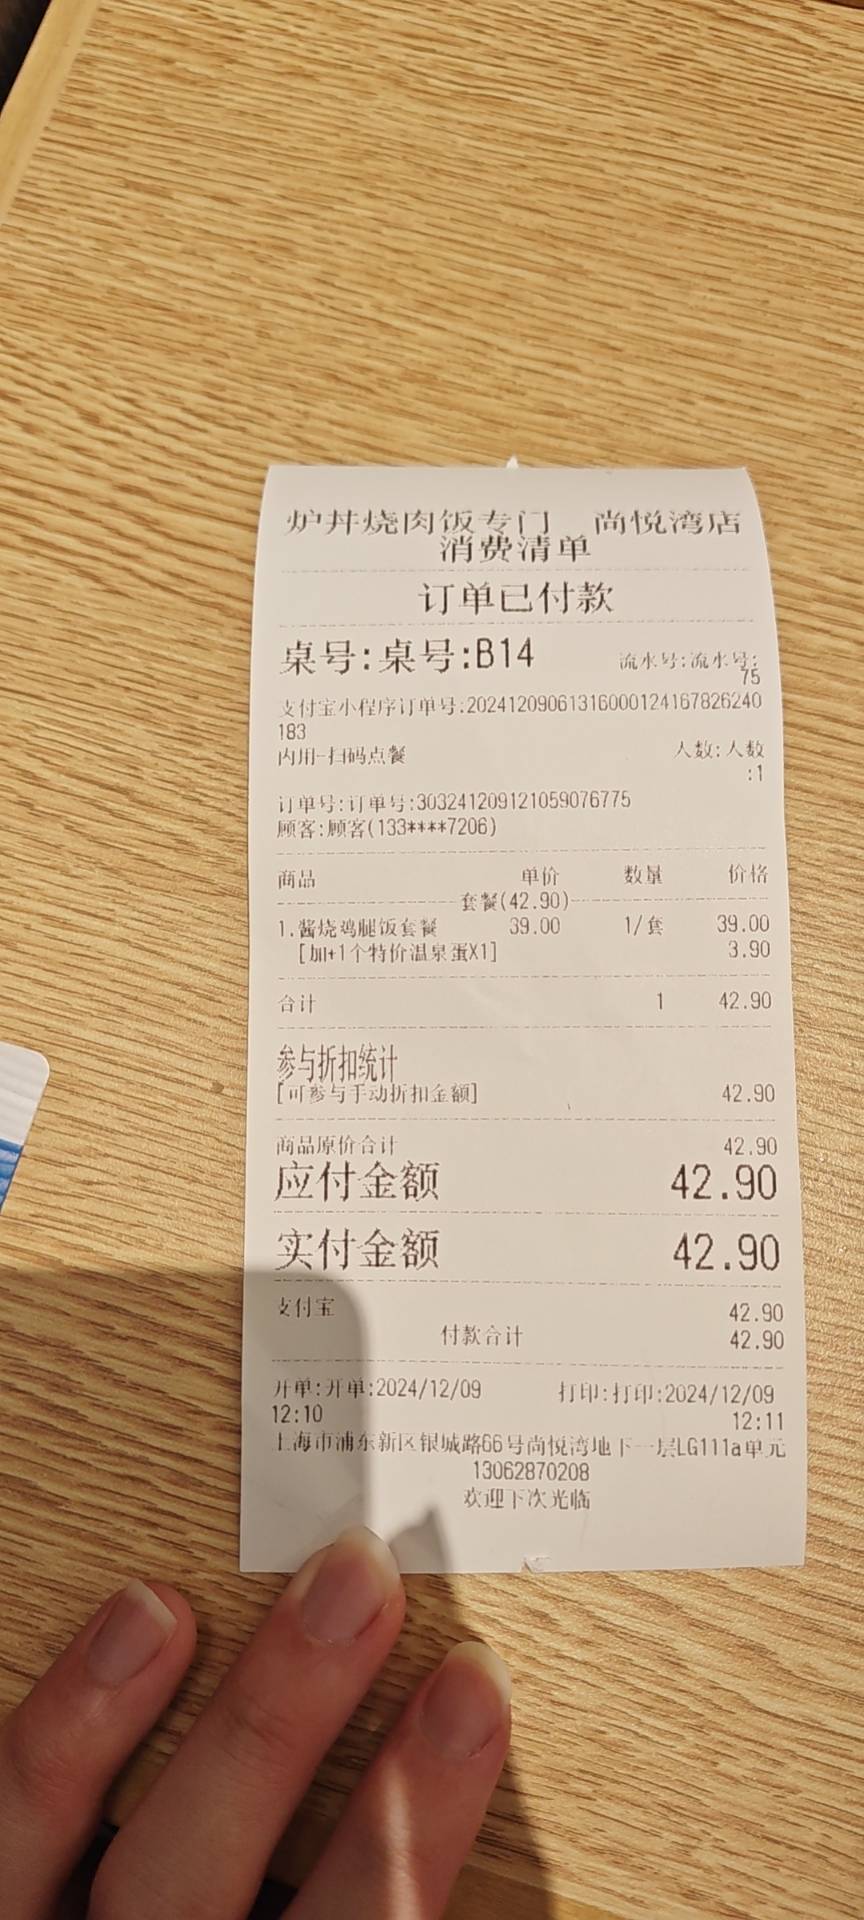 炉丼烧肉饭专门 尚悦湾店
消费清单
订单已付款
桌号:桌号:B14 流水号:流水号:
75
支付宝小程序订单号:20241209061316000124167826240
183
内用-扫码点餐 人数:人数
:1
订单号:订单号:303241209121059076775
顾客:顾客(133****7206)
商品 单价 数量 价格
套餐(42.90)
1.酱烧鸡腿饭套餐 39.00 1/套 39.00
[加+1个特价温泉蛋X1] 3.90
合计 1 42.90
参与折扣统计
[可参与手动折扣金额] 42.90
商品原价合计 42.90
应付金额 42.90
实付金额 42.90
支付宝 42.90
付款合计 42.90
开单:开单:2024/12/09 打印:打印:2024/12/09
12:10 12:11
上海市浦东新区银城路66号尚悦湾地下一层LG111a单元
13062870208
欢迎下次光临